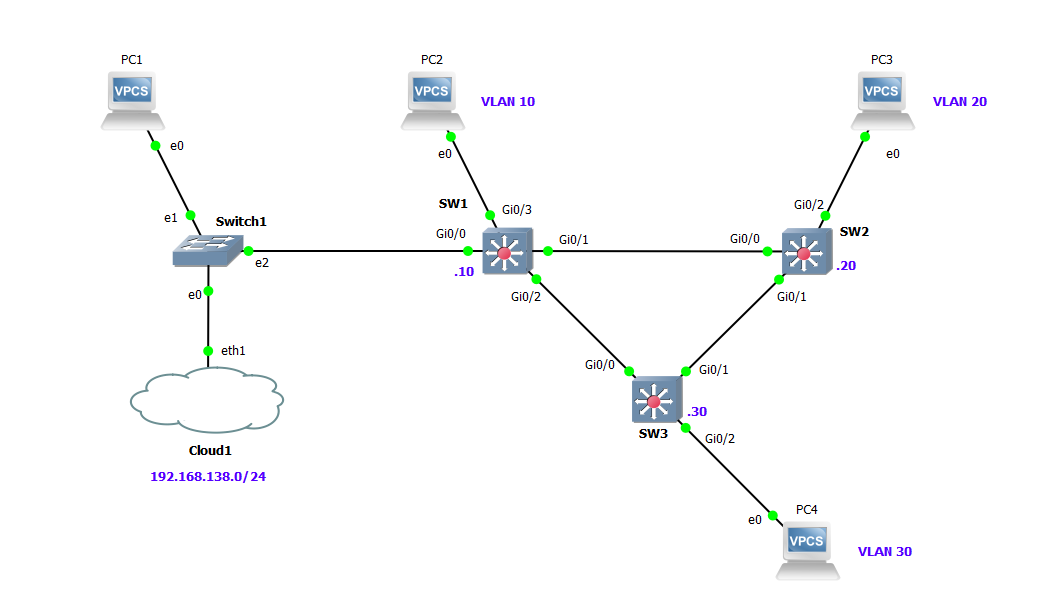 PC1
PC2
PC3
VPCS
VPCS
VPCS
VLAN 10
VLAN 20
e0
e0
e0
e1
Switch1
SW1
Gi0/3
Gi0/2
SW2
Gi0/0
Gi0/1
Gi0/0
e2
.10
.20
e0
Gi0/2
Gi0/1
eth1
Gi0/0
Gi0/1
.30
Cloud1
SW3
Gi0/2
192.168.138.0/24
PC4
e0
VPCS
VLAN 30